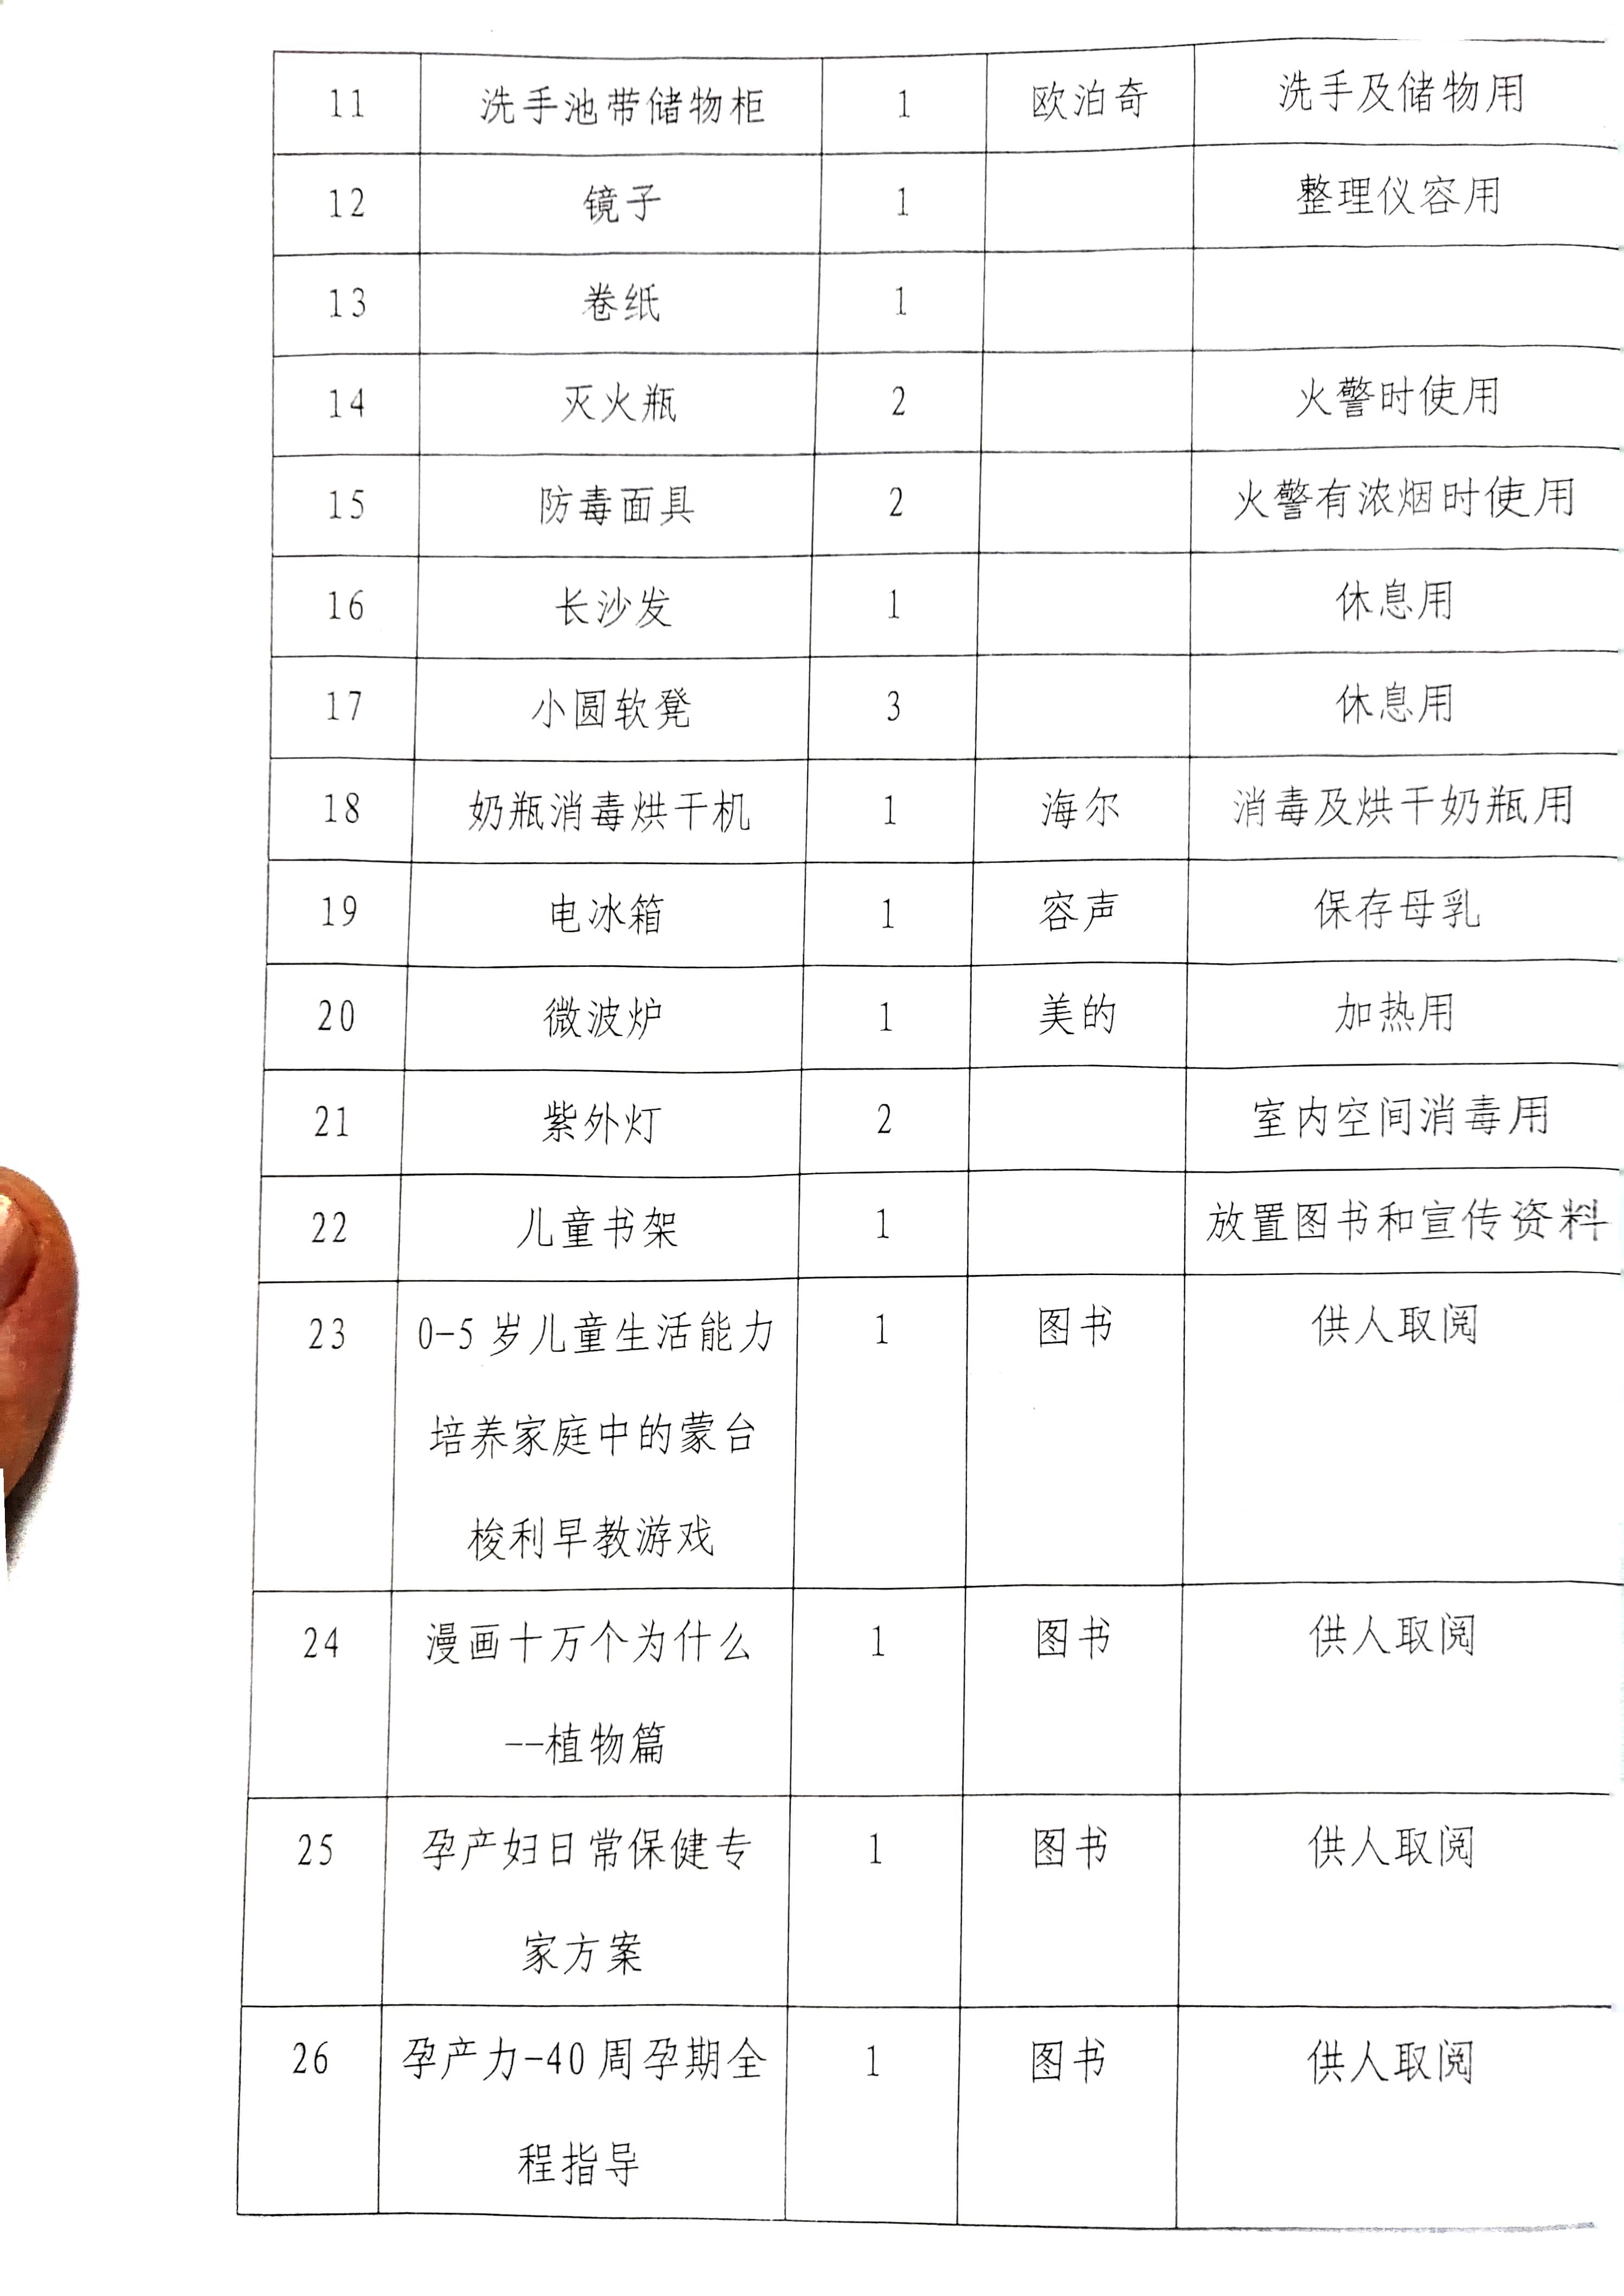 11 洗手池带储物柜 1 欧泊奇 洗手及储物用
12 镜子 1 整理仪容用
13 卷纸 1
14 灭火瓶 2 火警时使用
15 防毒面具 2 火警有浓烟时使用
16 长沙发 1 休息用
17 小圆软凳 3 休息用
18 奶瓶消毒烘干机 1 海尔 消毒及烘干奶瓶用
19 电冰箱 1 容声 保存母乳
20 微波炉 1 美的 加热用
21 紫外灯 2 室内空间消毒用
22 儿童书架 1 放置图书和宣传资料
23 0-5 岁儿童生活能力 1 图书 供人取阅
培养家庭中的蒙台
梭利早教游戏
24 漫画十万个为什么 1 图书 供人取阅
--植物篇
25 孕产妇日常保健专 1 图书 供人取阅
家方案
26 孕产力-40 周孕期全 1 图书 供人取阅
程指导